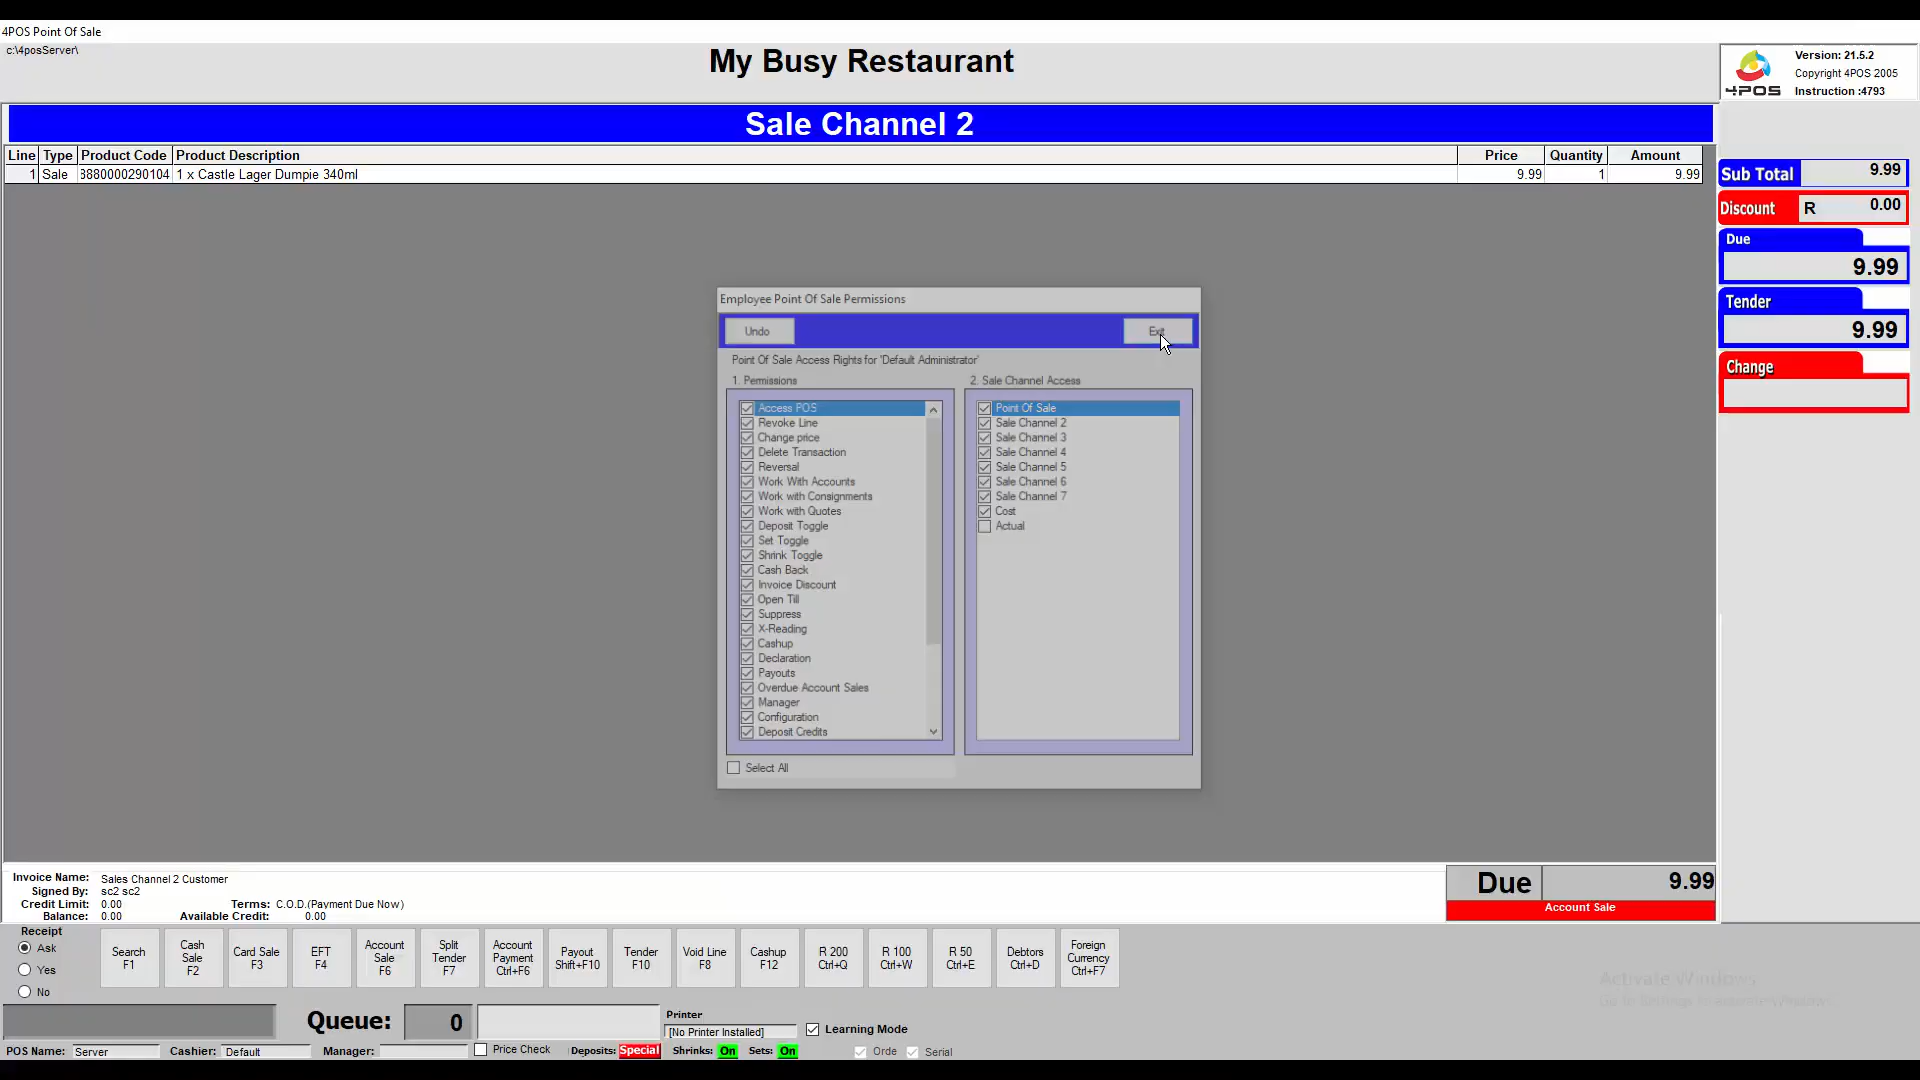 4POS Point Of Sale
c:\4posServer\
My Busy Restaurant
4POS
Version: 21.5.2
Copyright 4POS 2005
Instruction :4793
Sale Channel 2
Line Type Product Code Product Description Price Quantity Amount
1 Sale 3880000290104 1 x Castle Lager Dumpie 340ml 9.99 1 9.99
Sub Total 9.99
Discount R 0.00
Due
9.99
Tender
9.99
Change
Employee Point Of Sale Permissions
Undo Exit
Point Of Sale Access Rights for 'Default Administrator'
1. Permissions
Access POS
Revoke Line
Change price
Delete Transaction
Reversal
Work With Accounts
Work with Consignments
Work with Quotes
Deposit Toggle
Set Toggle
Shrink Toggle
Cash Back
Invoice Discount
Open Till
Suppress
X-Reading
Cashup
Declaration
Payouts
Overdue Account Sales
Manager
Configuration
Deposit Credits
Select All
2. Sale Channel Access
Point Of Sale
Sale Channel 2
Sale Channel 3
Sale Channel 4
Sale Channel 5
Sale Channel 6
Sale Channel 7
Cost
Actual
Invoice Name: Sales Channel 2 Customer
Signed By: sc2 sc2
Credit Limit: 0.00 Terms: C.O.D.(Payment Due Now)
Balance: 0.00 Available Credit: 0.00
Due 9.99
Account Sale
Receipt
Ask
Yes
No
Search F1
Cash Sale F2
Card Sale F3
EFT F4
Account Sale F6
Split Tender F7
Account Payment Ctrl+F6
Payout Shift+F10
Tender F10
Void Line F8
Cashup F12
R 200 Ctrl+Q
R 100 Ctrl+W
R 50 Ctrl+E
Debtors Ctrl+D
Foreign Currency Ctrl+F7
Activate Windows
Go to Settings to activate Windows.
Queue: 0
Printer
[No Printer Installed] Learning Mode
POS Name: Server Cashier: Default Manager: Price Check Deposits: Special Shrinks: On Sets: On Orde Serial